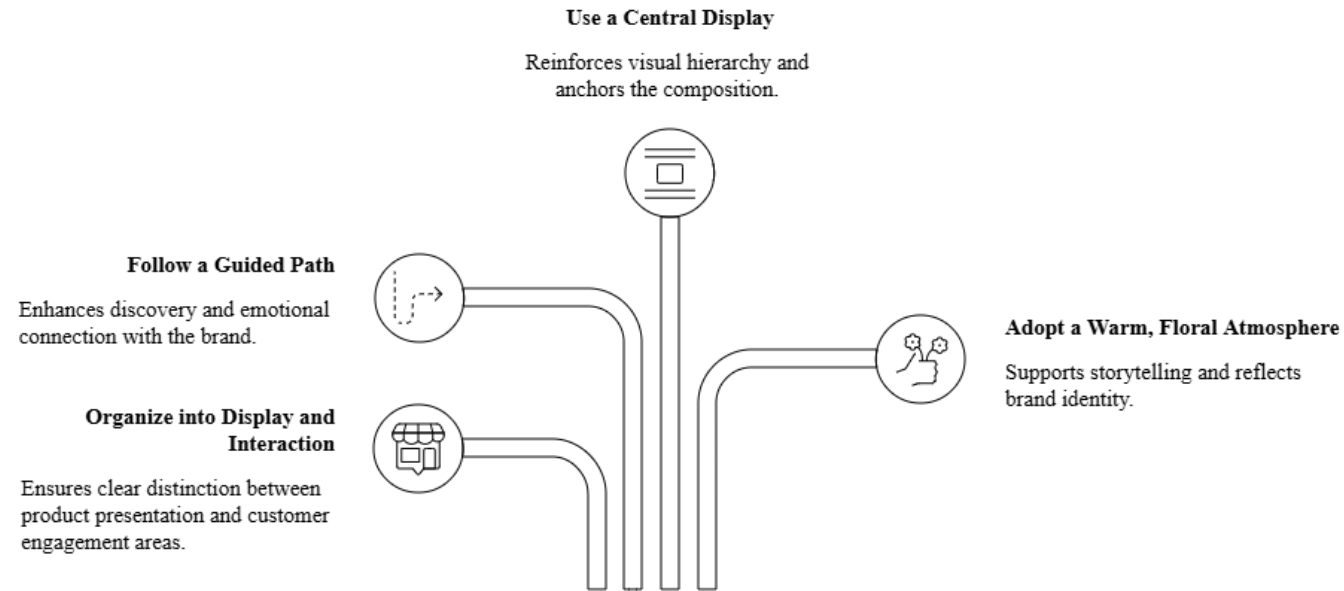 Use a Central Display
Reinforces visual hierarchy and
anchors the composition.
Follow a Guided Path
Enhances discovery and emotional
connection with the brand.
Adopt a Warm, Floral Atmosphere
Supports storytelling and reflects
brand identity.
Organize into Display and
Interaction
Ensures clear distinction between
product presentation and customer
engagement areas.